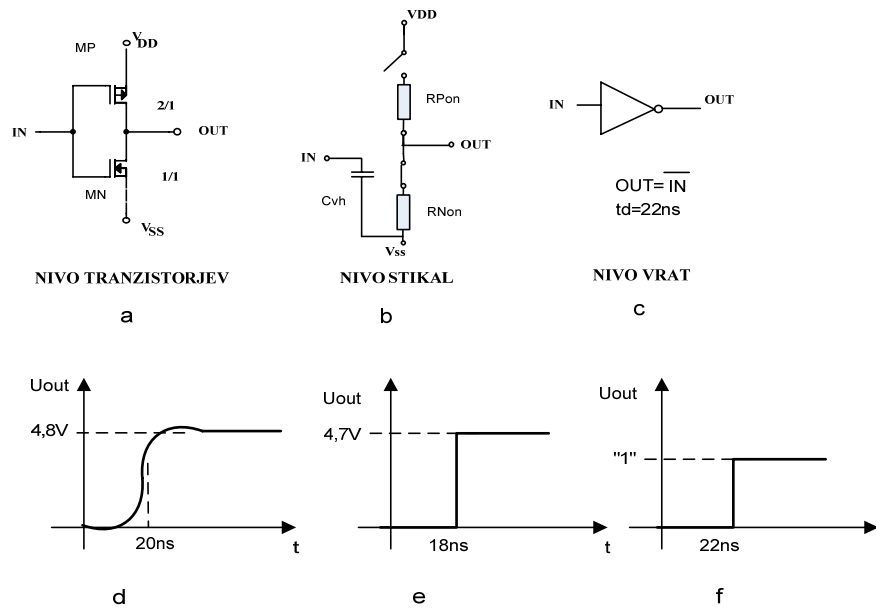 MP
VDD
2/1
IN
OUT
1/1
MN
VSS
NIVO TRANZISTORJEV
a
VDD
RPon
OUT
IN
Cvh
RNon
Vss
NIVO STIKAL
b
IN
OUT
OUT= IN
td=22ns
NIVO VRAT
c
Uout
4,8V
20ns
t
d
Uout
4,7V
18ns
t
e
Uout
"1"
22ns
t
f